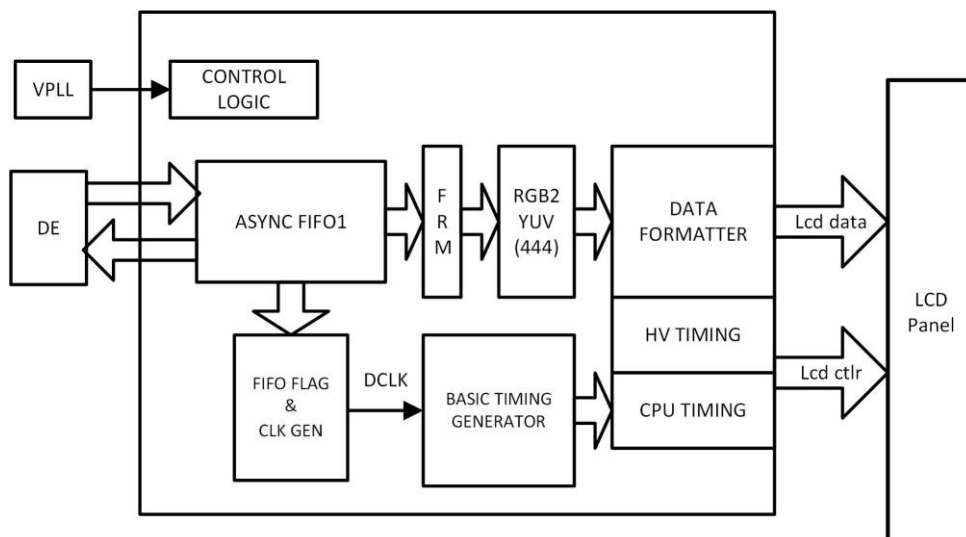 VPLL
CONTROL
LOGIC
DE
ASYNC FIFO1
F
R
M
RGB2
YUV
(444)
DATA
FORMATTER
Lcd data
LCD
Panel
HV TIMING
Lcd ctlr
CPU TIMING
FIFO FLAG
&
CLK GEN
DCLK
BASIC TIMING
GENERATOR